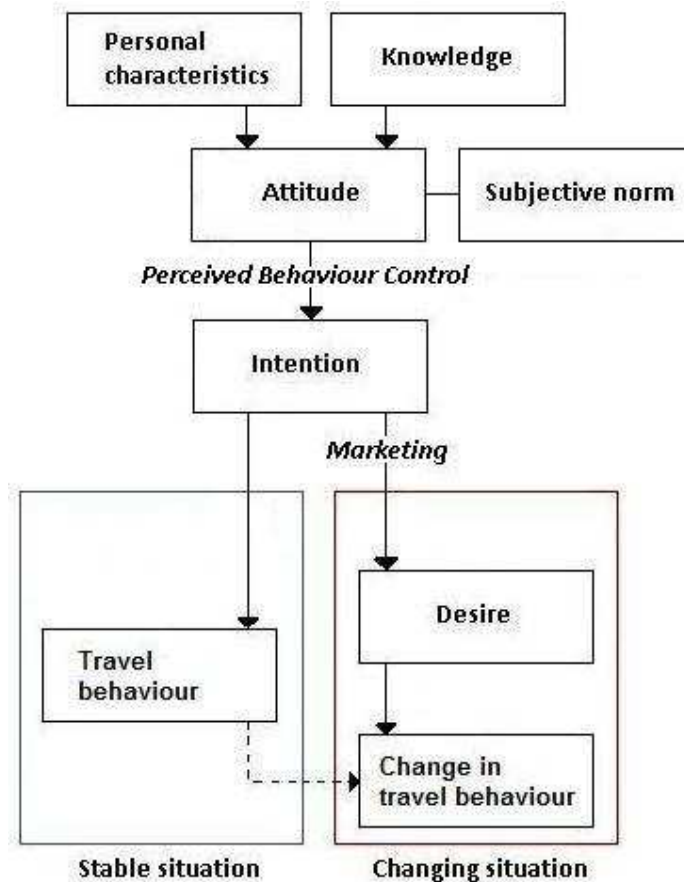 Personal
characteristics
Knowledge
Attitude
Subjective norm
Perceived Behaviour Control
Intention
Marketing
Desire
Travel
behaviour
Change in
travel behaviour
Stable situation
Changing situation